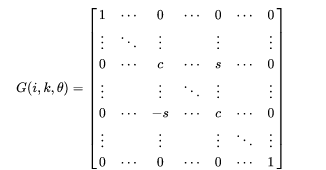 1 ⋯ 0 ⋯ 0 ⋯ 0
⋮ ⋱ ⋮ ⋮ ⋮
0 ⋯ c ⋯ s ⋯ 0
G(i, k, θ) = ⋮ ⋮ ⋱ ⋮ ⋮
0 ⋯ −s ⋯ c ⋯ 0
⋮ ⋮ ⋮ ⋱ ⋮
0 ⋯ 0 ⋯ 0 ⋯ 1